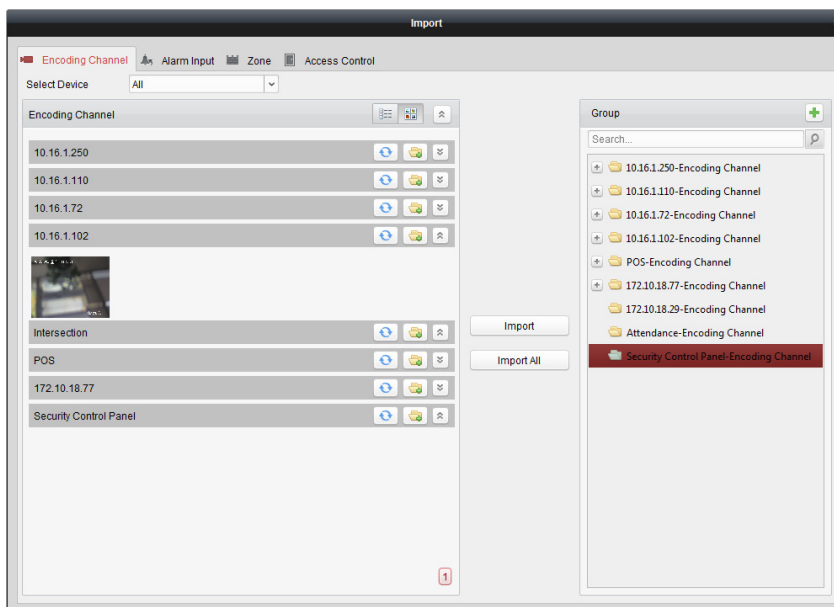 Import
Encoding Channel Alarm Input Zone Access Control
Select Device All
Encoding Channel
10.16.1.250
10.16.1.110
10.16.1.72
10.16.1.102
Intersection
POS
172.10.18.77
Security Control Panel
1
Import
Import All
Group
Search...
10.16.1.250-Encoding Channel
10.16.1.110-Encoding Channel
10.16.1.72-Encoding Channel
10.16.1.102-Encoding Channel
POS-Encoding Channel
172.10.18.77-Encoding Channel
172.10.18.29-Encoding Channel
Attendance-Encoding Channel
Security Control Panel-Encoding Channel